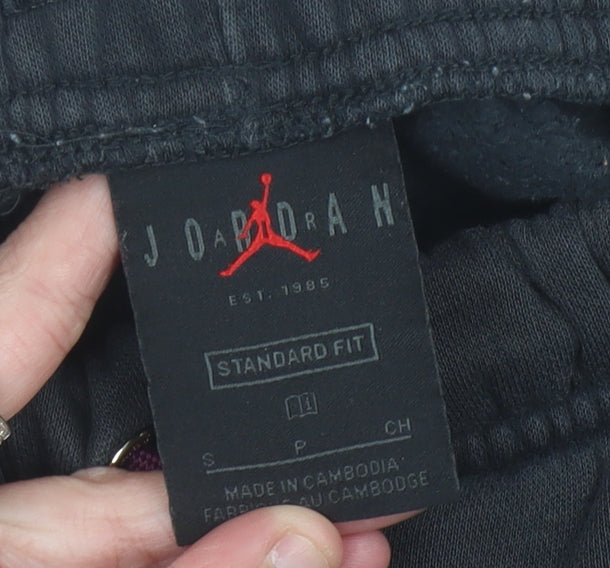 JORDAN
AIR
EST. 1985
STANDARD FIT
S P CH
MADE IN CAMBODIA
FABRIQUÉ AU CAMBODGE